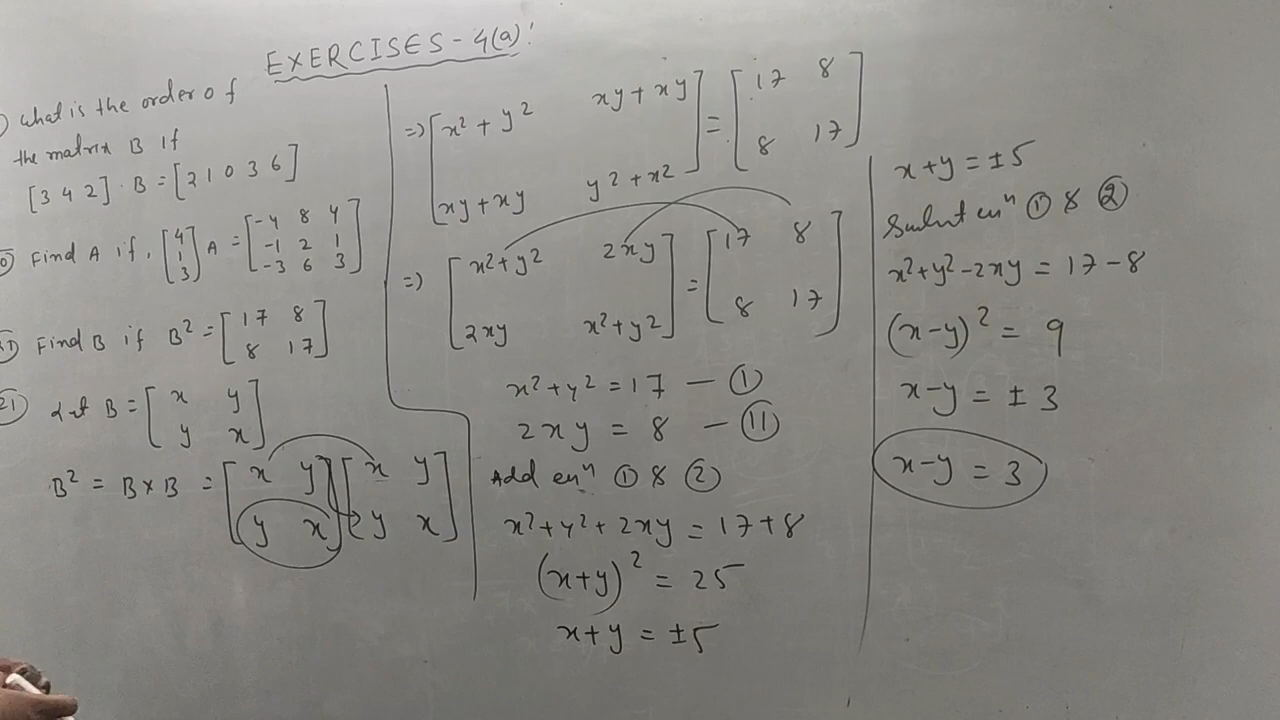 EXERCISES - 4(a)
What is the order of
the matrix B if
[3 4 2] · B = [2 1 0 3 6]
Find A if, [4 1 3] A = [-4 8 4
-1 2 1
-3 6 3]
Find B if B² = [17 8
8 17]
Let B = [x y
y x]
B² = B × B = [x y] [x y]
[y x] [y x]
=> [x² + y² xy + xy] = [17 8]
[xy + xy y² + x²] [8 17]
=> [x² + y² 2xy] = [17 8]
[2xy x² + y²] [8 17]
x² + y² = 17 — ①
2xy = 8 — ⑪
Add eqⁿ ① & ②
x² + y² + 2xy = 17 + 8
(x+y)² = 25
x + y = ±5
x + y = ±5
eqⁿ ① & ②
x² + y² - 2xy = 17 - 8
(x-y)² = 9
x - y = ± 3
x - y = 3